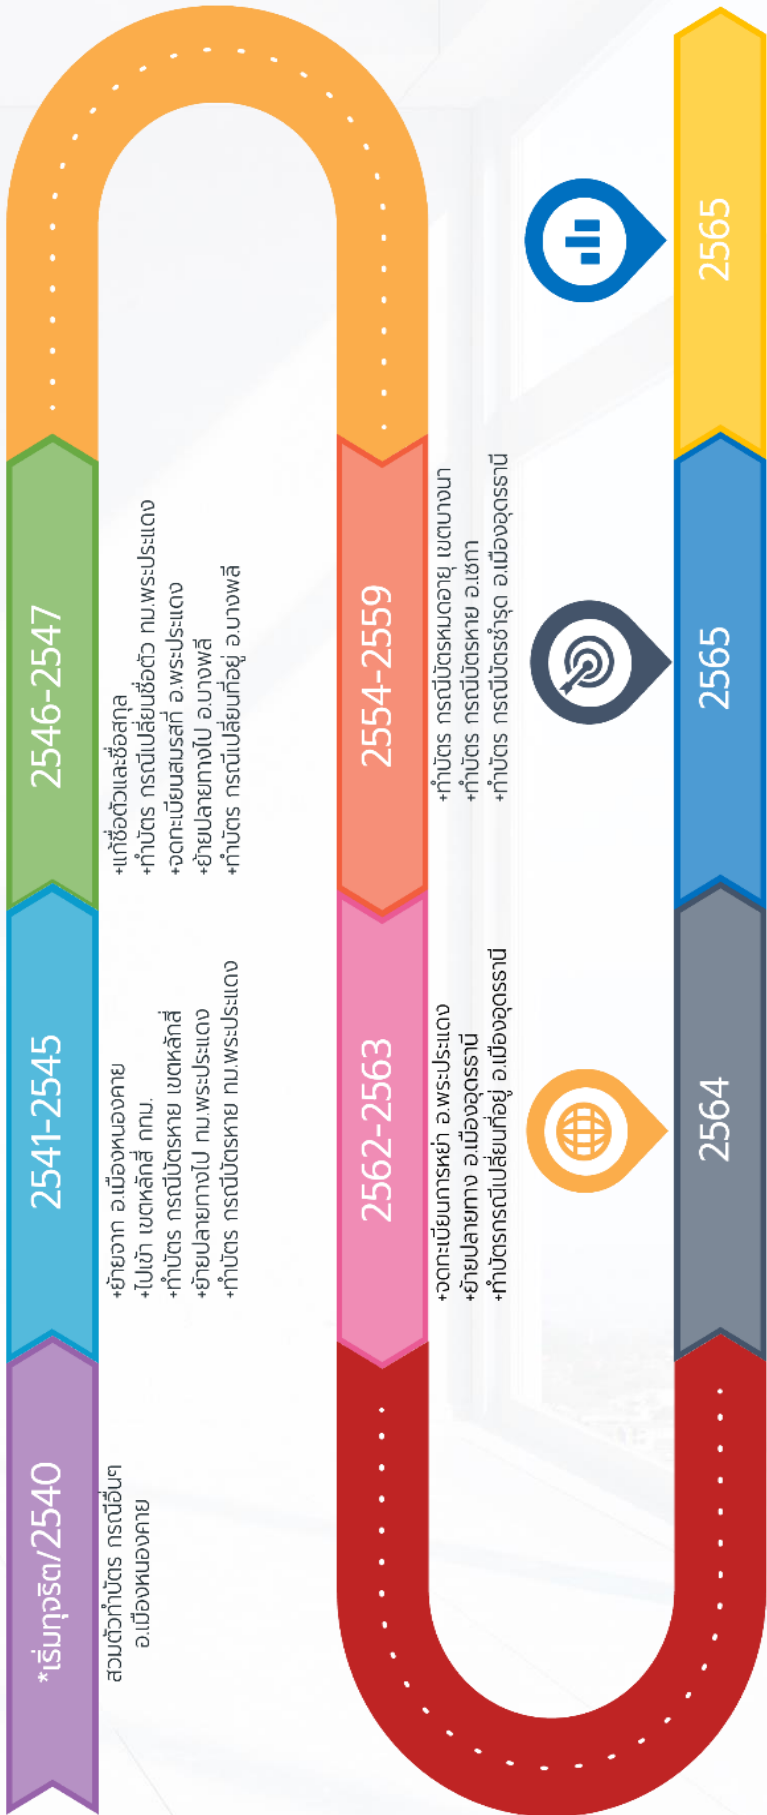 *เริ่มทุจริต/2540
สวมตัวทำบัตร กรณีอื่นๆ
อ.เมืองหนองคาย
2541-2545
+ย้ายจาก อ.เมืองหนองคาย
+ไปเข้า เขตหลักสี่ กทม.
+ทำบัตร กรณีบัตรหาย เขตหลักสี่
+ย้ายปลายทางไป ทม.พระประแดง
+ทำบัตร กรณีบัตรหาย ทม.พระประแดง
2546-2547
+แก้ชื่อตัวและชื่อสกุล
+ทำบัตร กรณีเปลี่ยนชื่อตัว ทม.พระประแดง
+จดทะเบียนสมรสที่ อ.พระประแดง
+ย้ายปลายทางไป อ.บางพลี
+ทำบัตร กรณีเปลี่ยนที่อยู่ อ.บางพลี
2554-2559
+ทำบัตร กรณีบัตรหมดอายุ เขตบางนา
+ทำบัตร กรณีบัตรหาย อ.เซกา
+ทำบัตร กรณีบัตรชำรุด อ.เมืองอุดรธานี
2562-2563
+จดทะเบียนการหย่า อ.พระประแดง
+ย้ายปลายทาง อ.เมืองอุดรธานี
+ทำบัตรกรณีเปลี่ยนที่อยู่ อ.เมืองอุดรธานี
2564
2565
2565